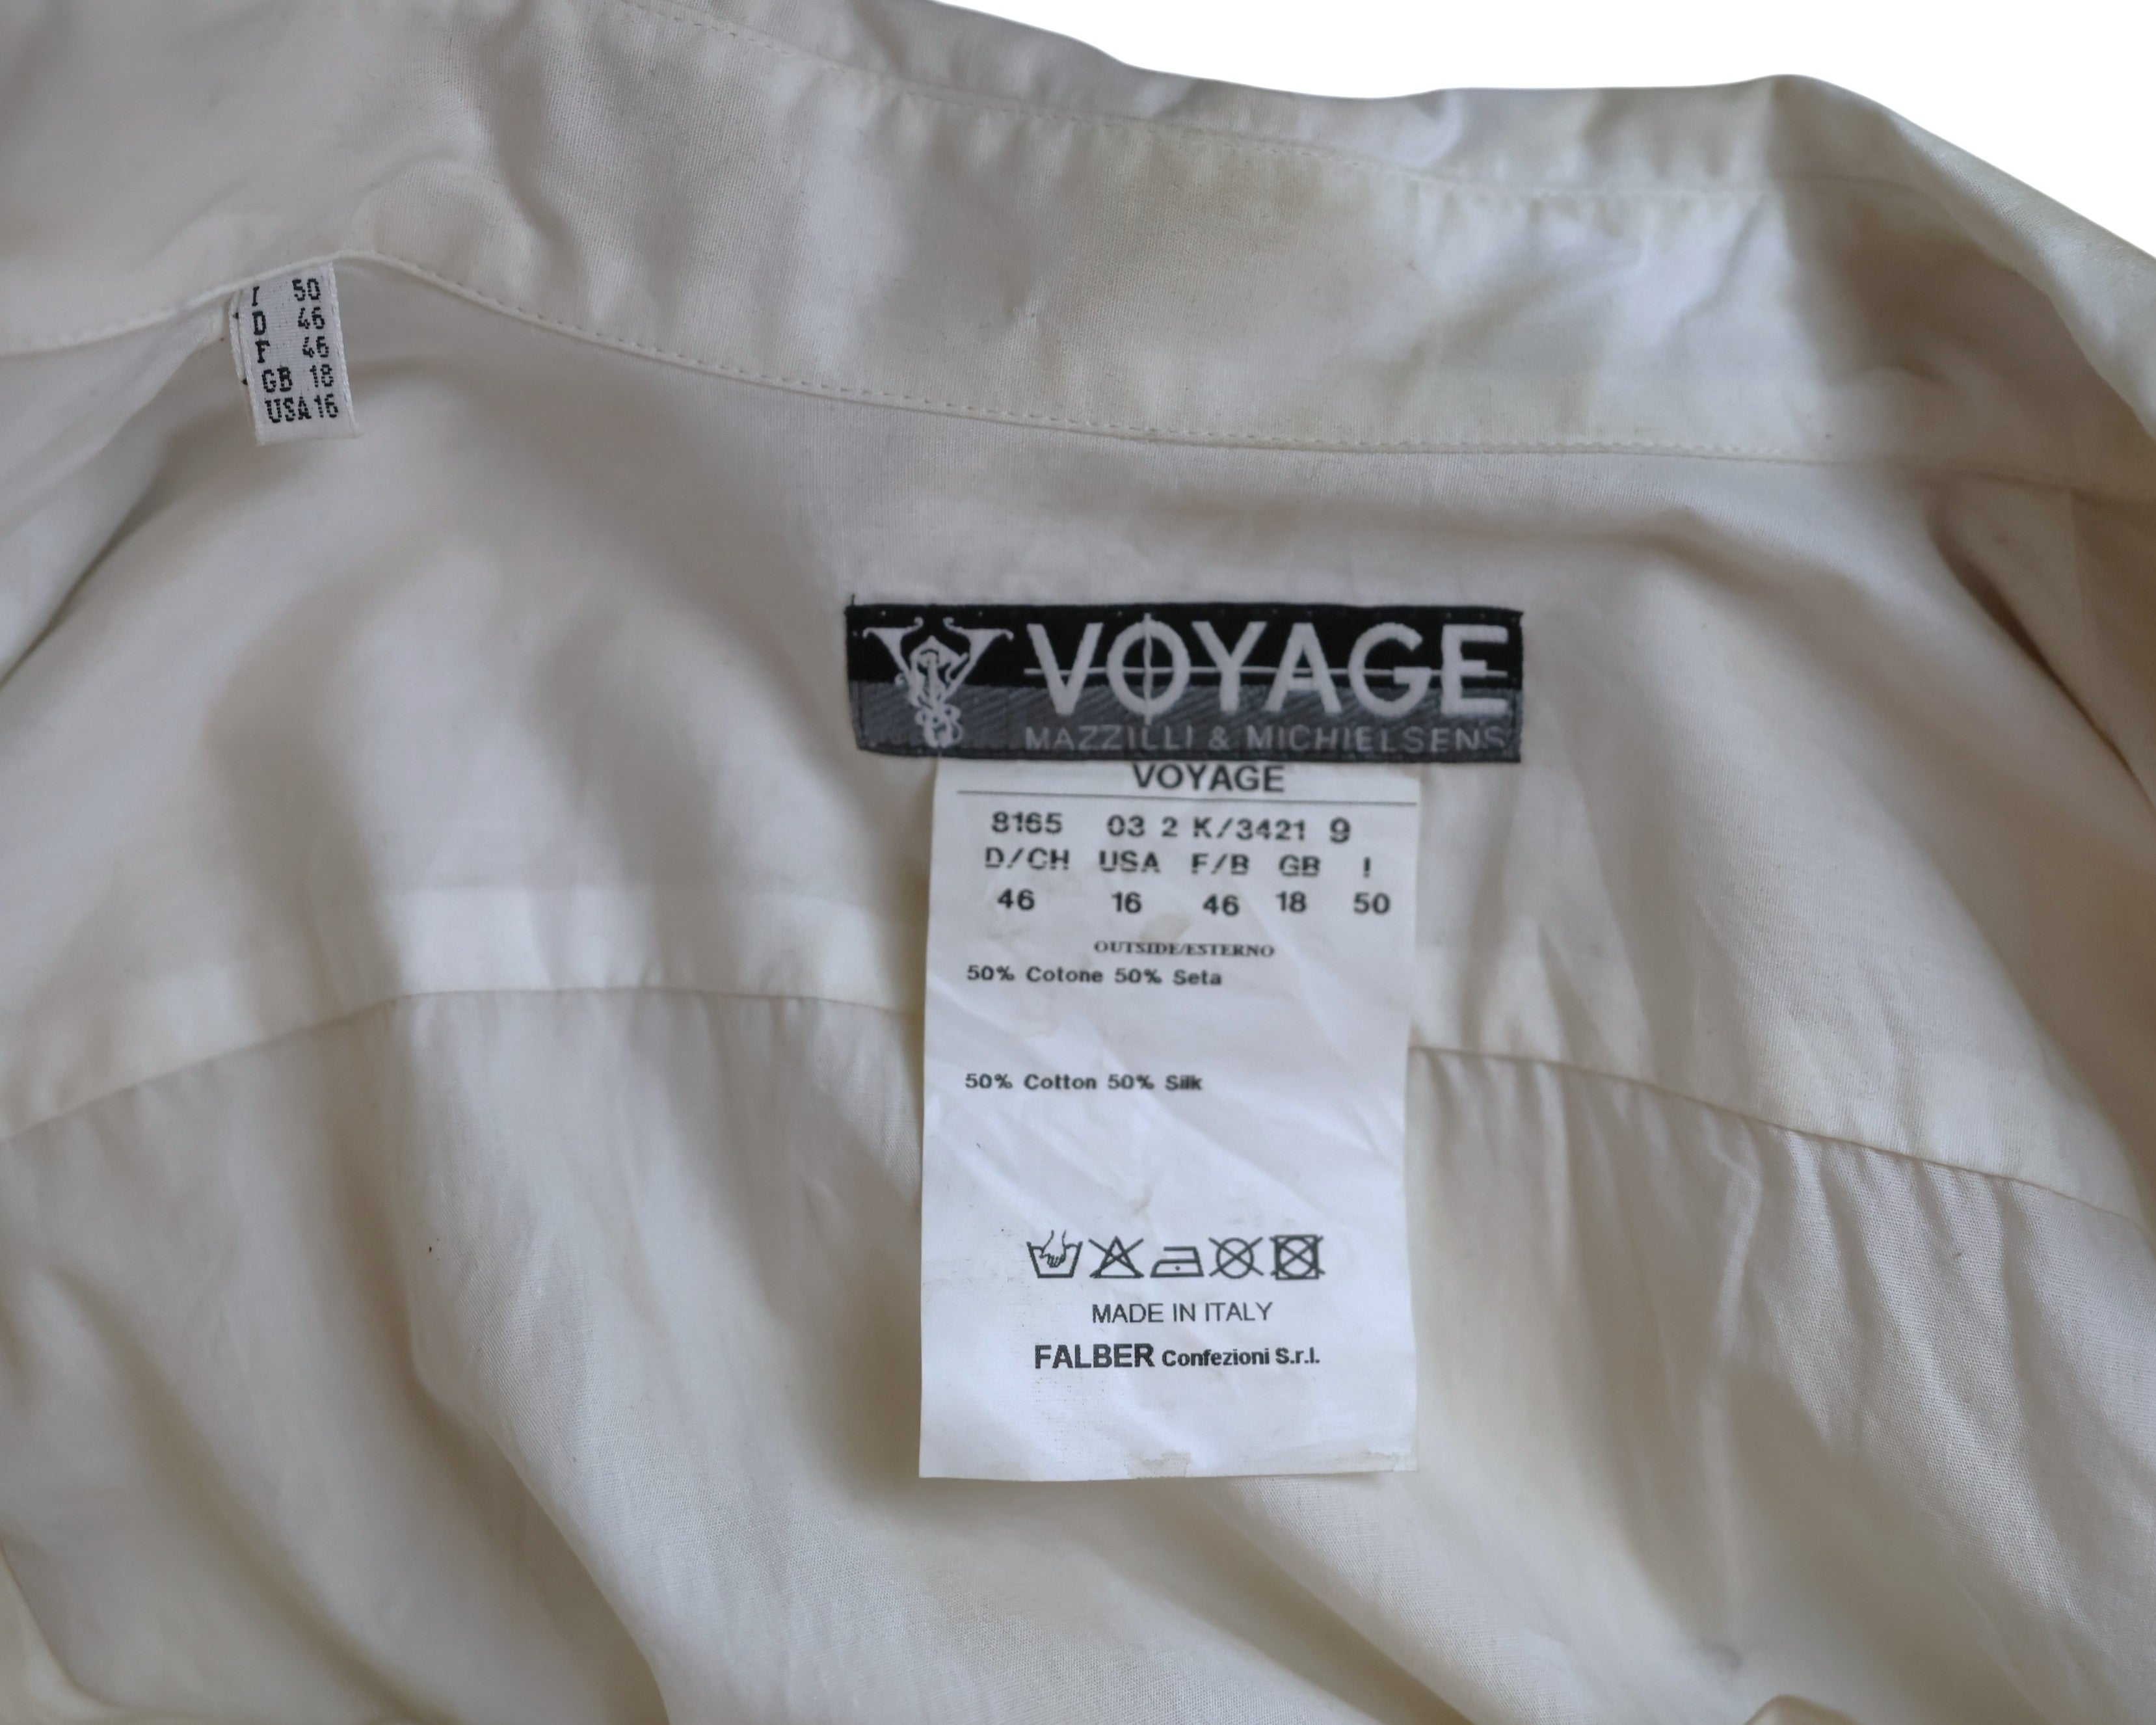 I 50
D 46
F 46
GB 18
USA 16
VOYAGE
MAZZILLI & MICHIELSENS
VOYAGE
8165 03 2 K/3421 9
D/CH USA F/B GB I
46 16 46 18 50
OUTSIDE/ESTERNO
50% Cotone 50% Seta
50% Cotton 50% Silk
MADE IN ITALY
FALBER Confezioni S.r.l.